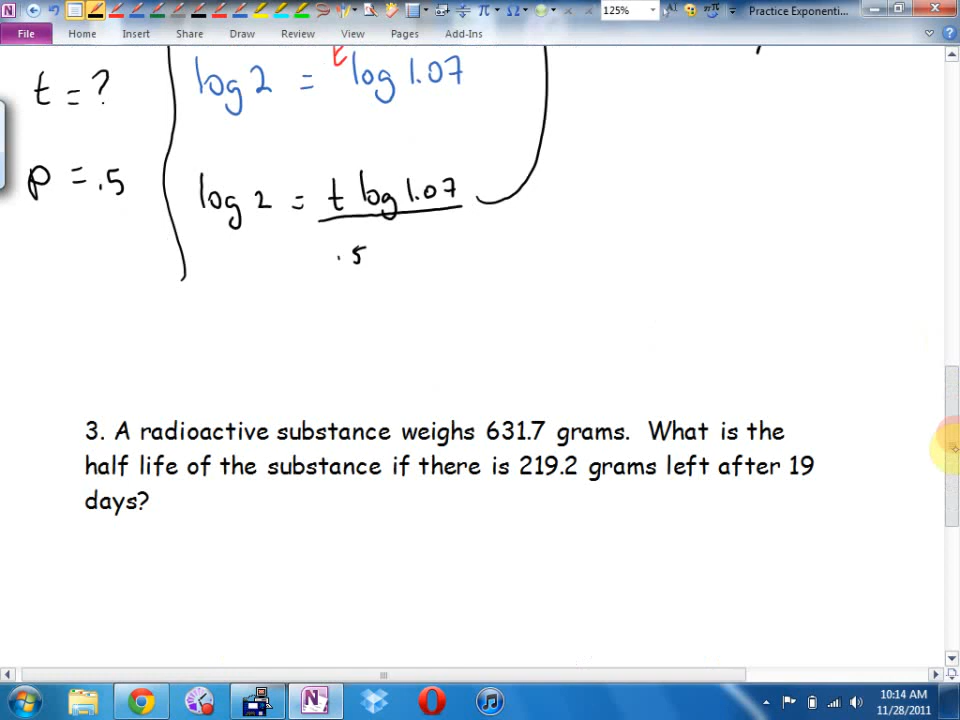 125%
Practice Exponenti...
File Home Insert Share Draw Review View Pages Add-Ins
t = ?
log 2 = t log 1.07
p = .5
log 2 = t log 1.07
.5
3. A radioactive substance weighs 631.7 grams. What is the
half life of the substance if there is 219.2 grams left after 19
days?
10:14 AM
11/28/2011